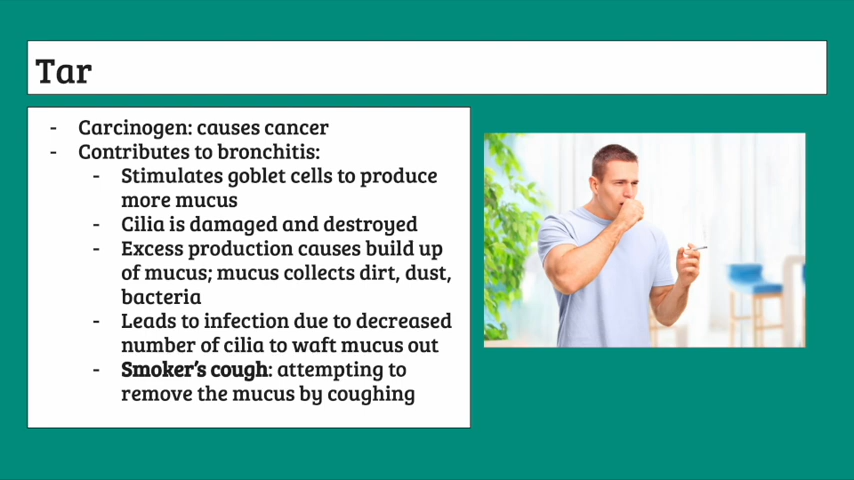 Tar
- Carcinogen: causes cancer
- Contributes to bronchitis:
- Stimulates goblet cells to produce
more mucus
- Cilia is damaged and destroyed
- Excess production causes build up
of mucus; mucus collects dirt, dust,
bacteria
- Leads to infection due to decreased
number of cilia to waft mucus out
- Smoker's cough: attempting to
remove the mucus by coughing